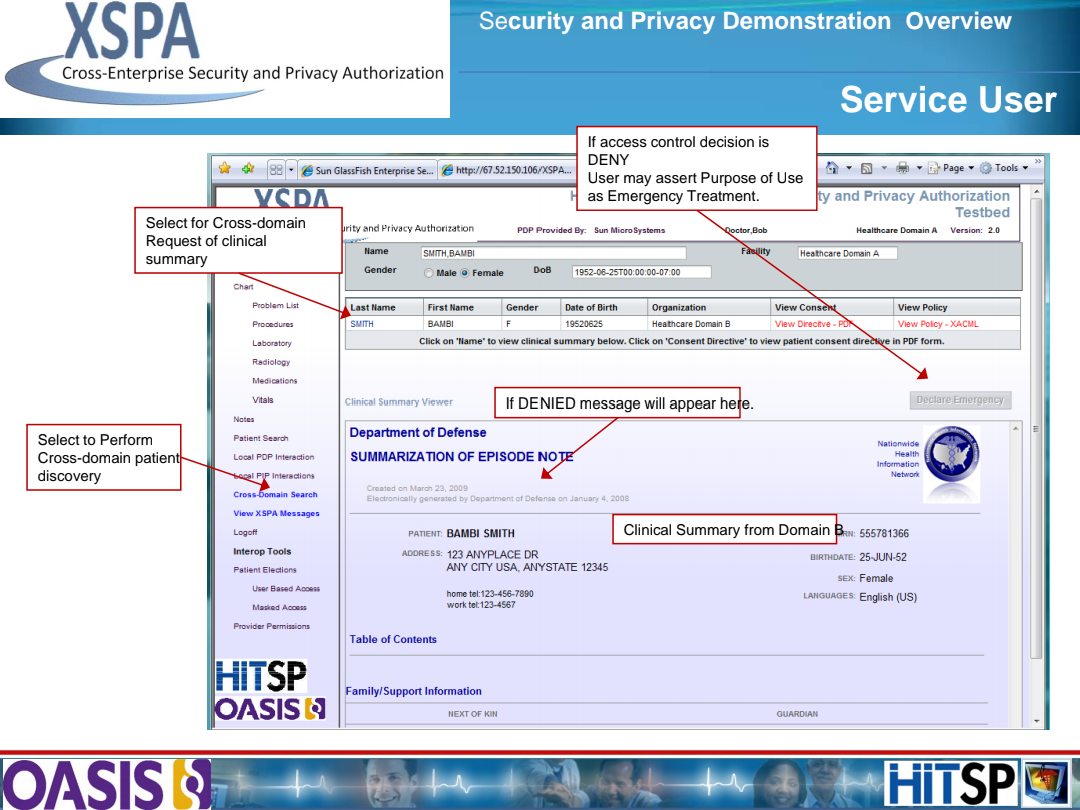 XSPA
Cross-Enterprise Security and Privacy Authorization
Security and Privacy Demonstration Overview
Service User
If access control decision is
DENY
User may assert Purpose of Use
as Emergency Treatment.
Sun GlassFish Enterprise Se...
http://67.52.150.106/XSPA...
Page
Tools
XSPA
H
ty and Privacy Authorization
Testbed
Select for Cross-domain
Request of clinical
summary
urity and Privacy Authorization
PDP Provided By: Sun MicroSystems
Doctor,Bob
Healthcare Domain A
Version: 2.0
Name
SMITH,BAMBI
Facility
Healthcare Domain A
Gender
Male
Female
DoB
1952-06-25T00:00:00-07:00
Chart
Problem List
Procedures
Laboratory
Radiology
Medications
Vitals
Notes
Patient Search
Local PDP Interaction
Local PIP Interactions
Cross-Domain Search
View XSPA Messages
Logoff
Interop Tools
Patient Elections
User Based Access
Masked Access
Provider Permissions
Last Name First Name Gender Date of Birth Organization View Consent View Policy
SMITH BAMBI F 19520625 Healthcare Domain B View Direcitve - PDF View Policy - XACML
Click on 'Name' to view clinical summary below. Click on 'Consent Directive' to view patient consent directive in PDF form.
Clinical Summary Viewer
If DENIED message will appear here.
Declare Emergency
Select to Perform
Cross-domain patient
discovery
Department of Defense
SUMMARIZATION OF EPISODE NOTE
Nationwide
Health
Information
Network
Created on March 23, 2009
Electronically generated by Department of Defense on January 4, 2008
Clinical Summary from Domain B
PATIENT: BAMBI SMITH
555781366
ADDRESS: 123 ANYPLACE DR
ANY CITY USA, ANYSTATE 12345
BIRTHDATE: 25-JUN-52
SEX: Female
home tel:123-456-7890
work tel:123-4567
LANGUAGES: English (US)
Table of Contents
Family/Support Information
NEXT OF KIN
GUARDIAN
HITSP
OASIS
OASIS
HITSP